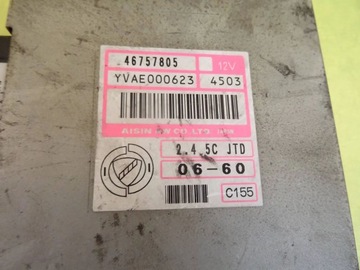 46757805
12V
YVAE000623 4503
AISIN AW CO., LTD.
2.4.5C JTD
06-60
C155